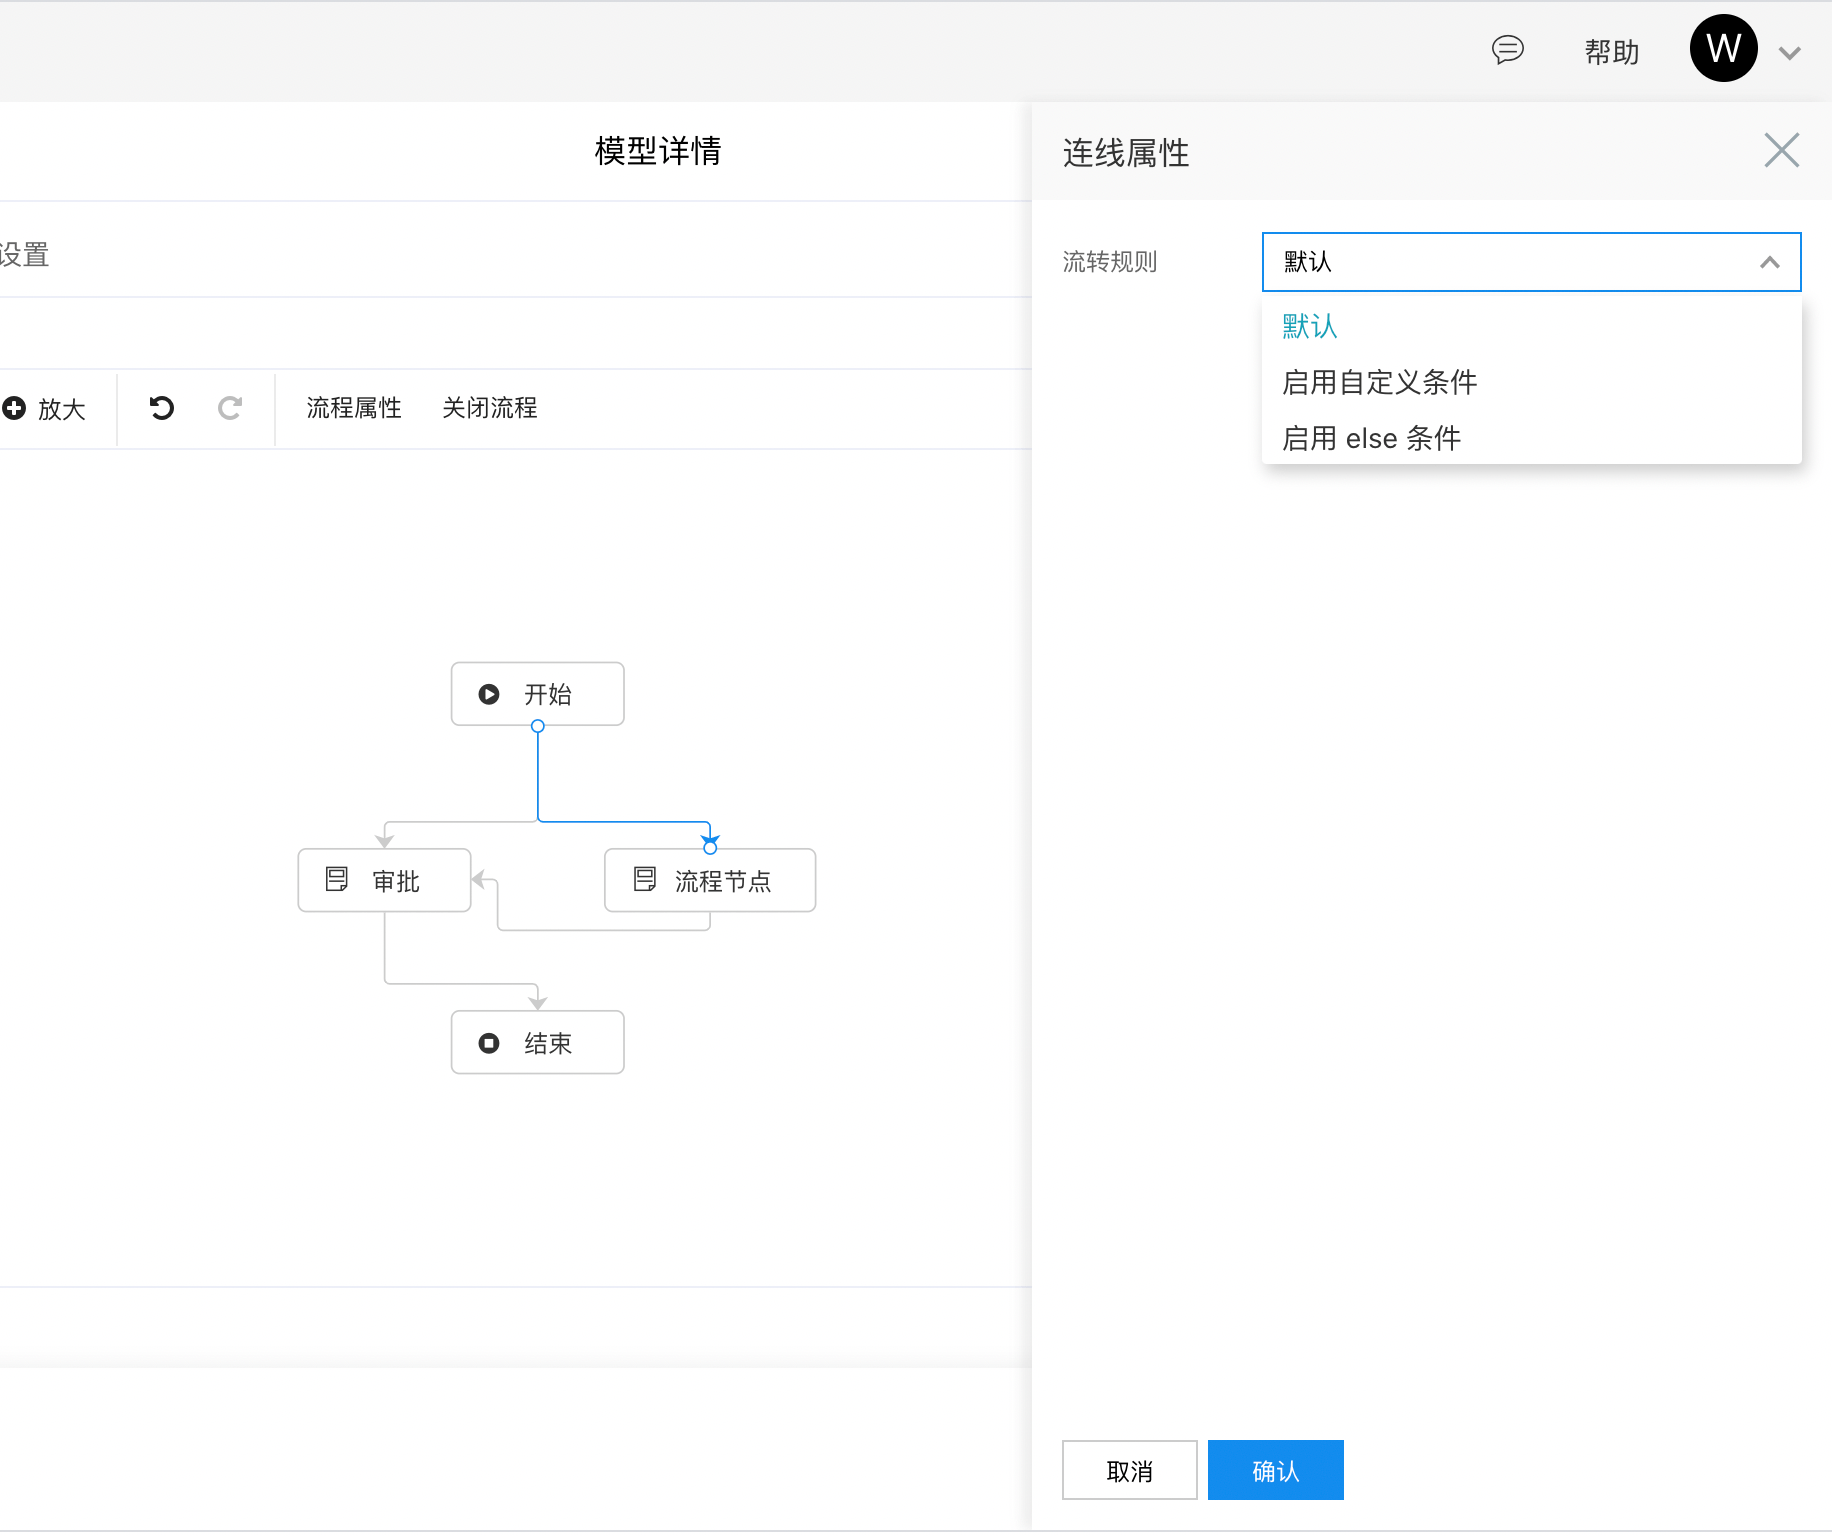 帮助
W
模型详情
连线属性
设置
流转规则
默认
默认
启用自定义条件
启用 else 条件
放大
流程属性
关闭流程
开始
审批
流程节点
结束
取消
确认